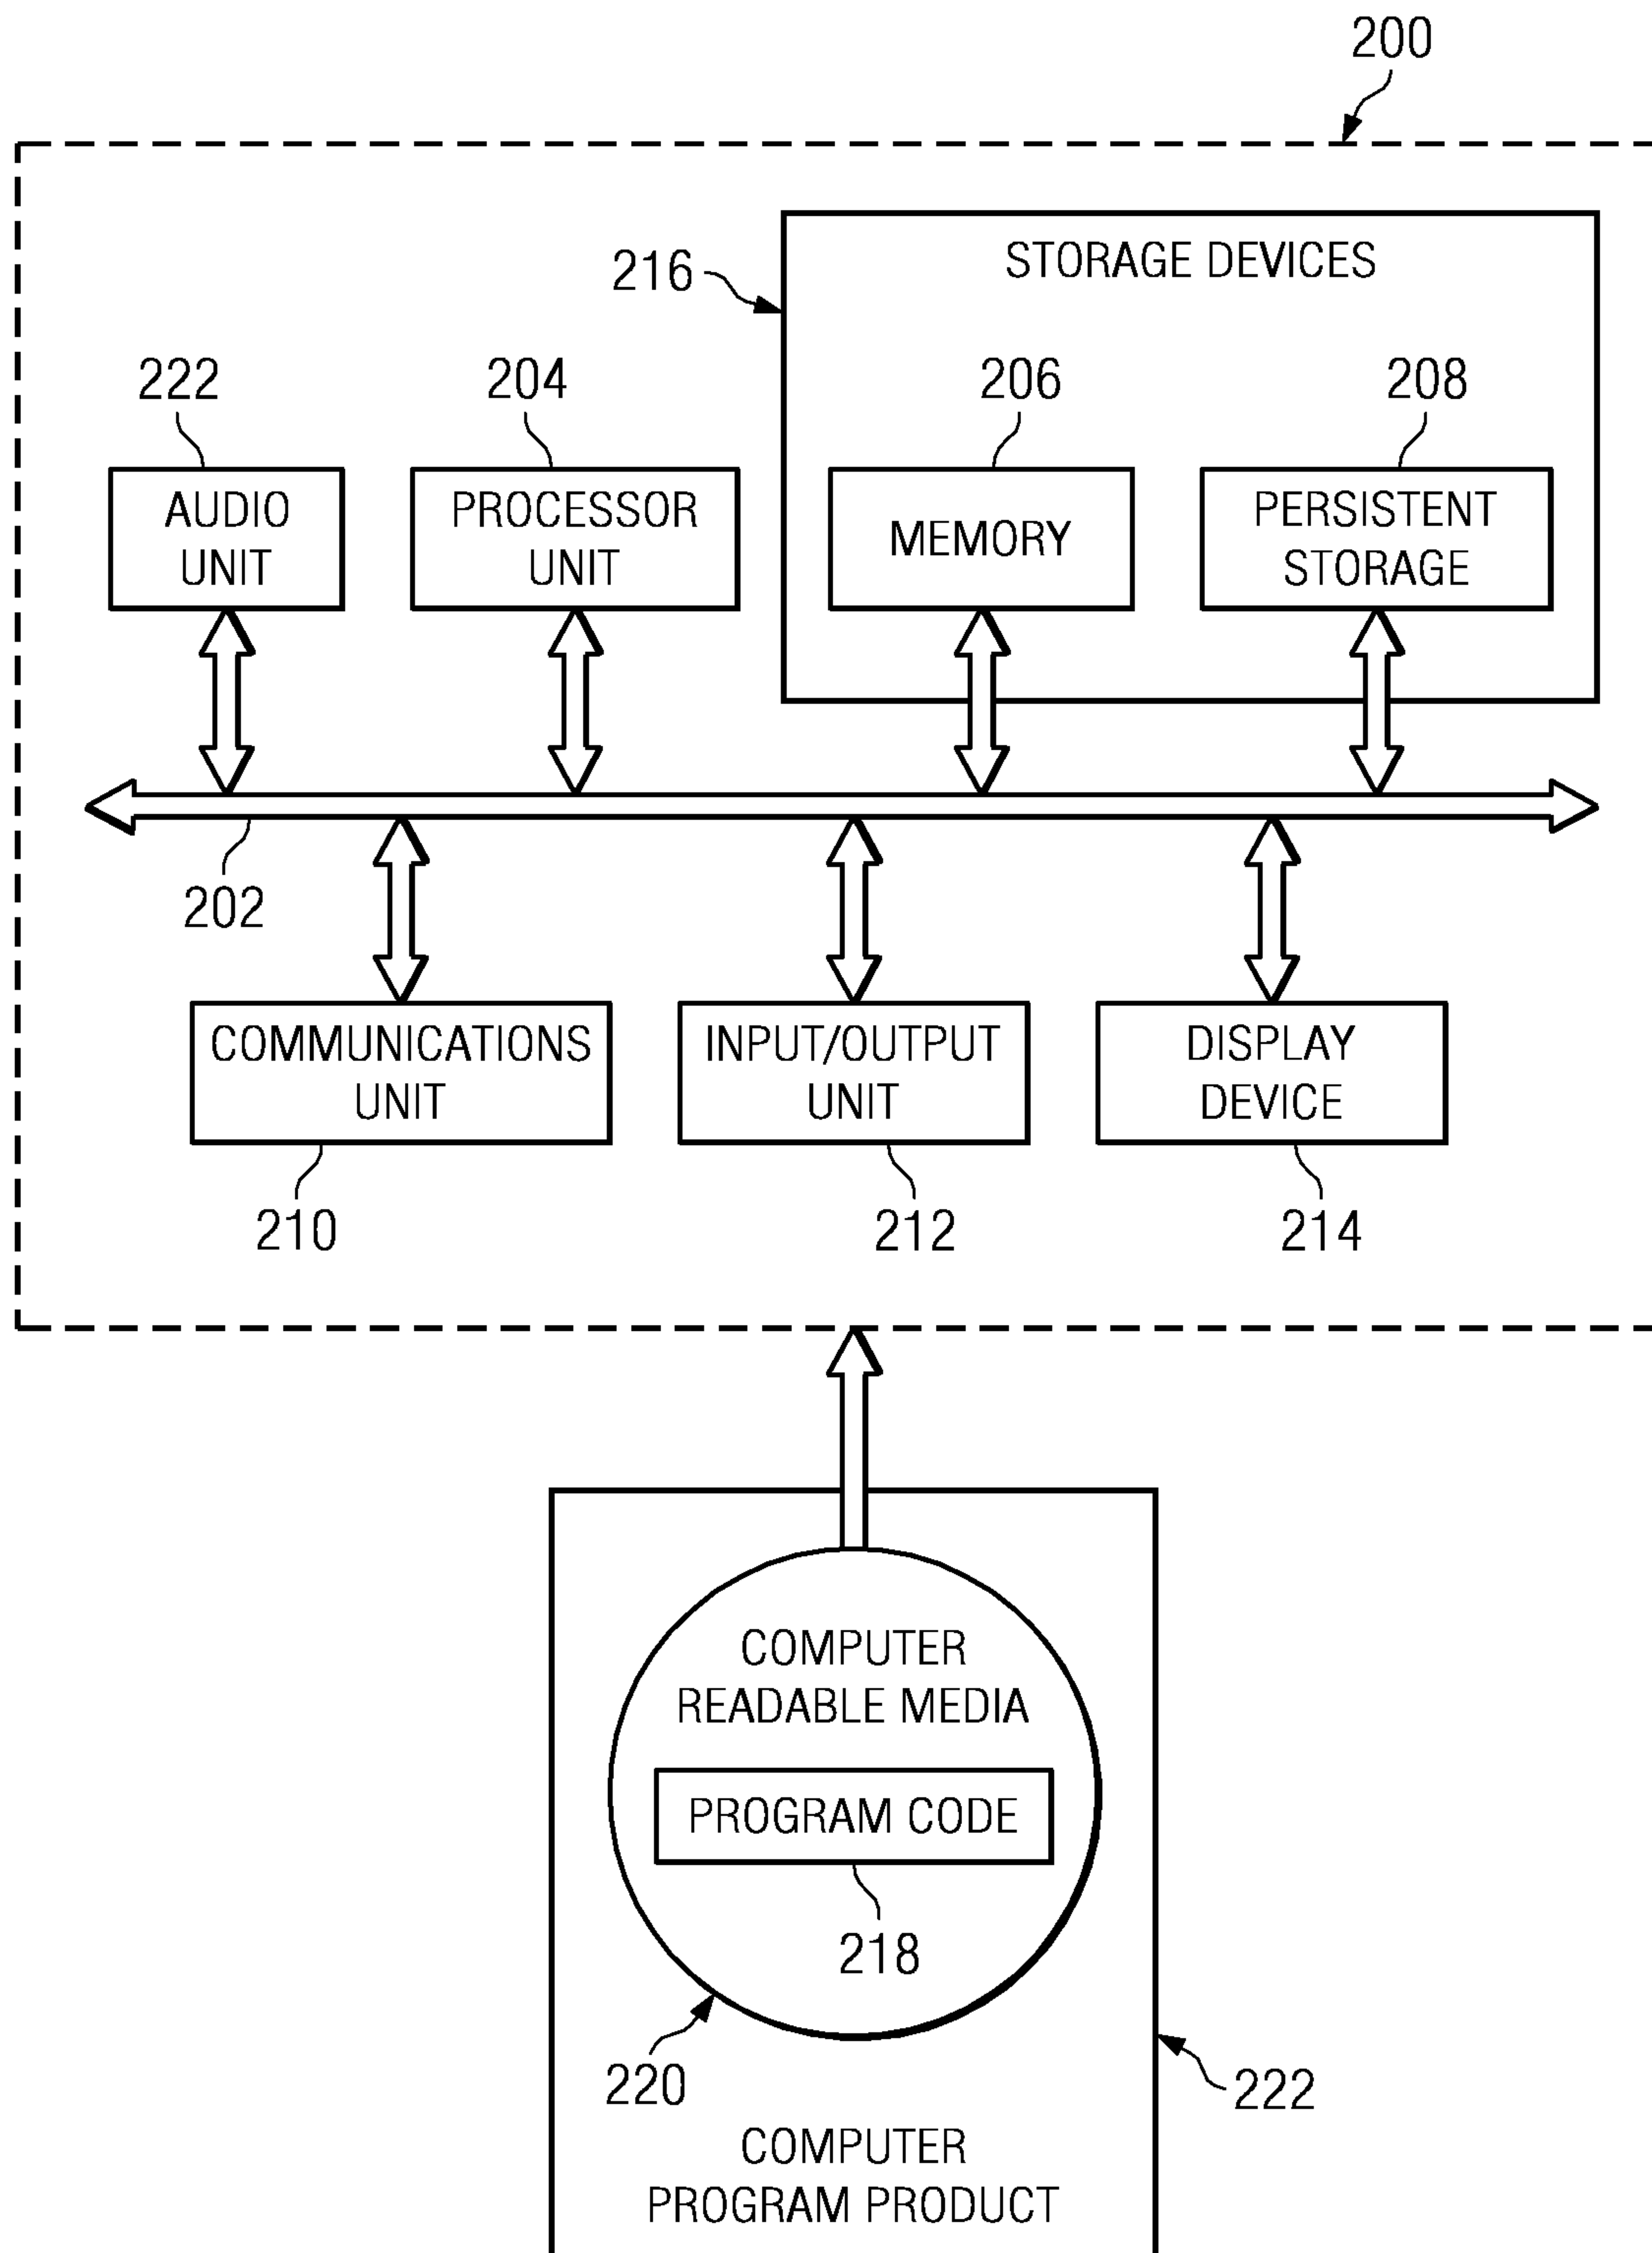 200
STORAGE DEVICES
216
222
204
206
208
AUDIO
UNIT
PROCESSOR
UNIT
MEMORY
PERSISTENT
STORAGE
202
COMMUNICATIONS
UNIT
INPUT/OUTPUT
UNIT
DISPLAY
DEVICE
210
212
214
COMPUTER
READABLE MEDIA
PROGRAM CODE
218
220
222
COMPUTER
PROGRAM PRODUCT